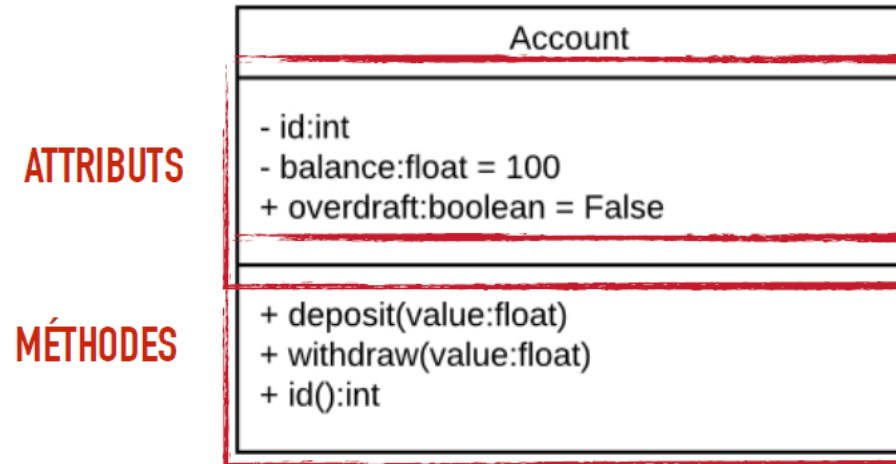 Account
ATTRIBUTS
- id:int
- balance:float = 100
+ overdraft:boolean = False
MÉTHODES
+ deposit(value:float)
+ withdraw(value:float)
+ id():int